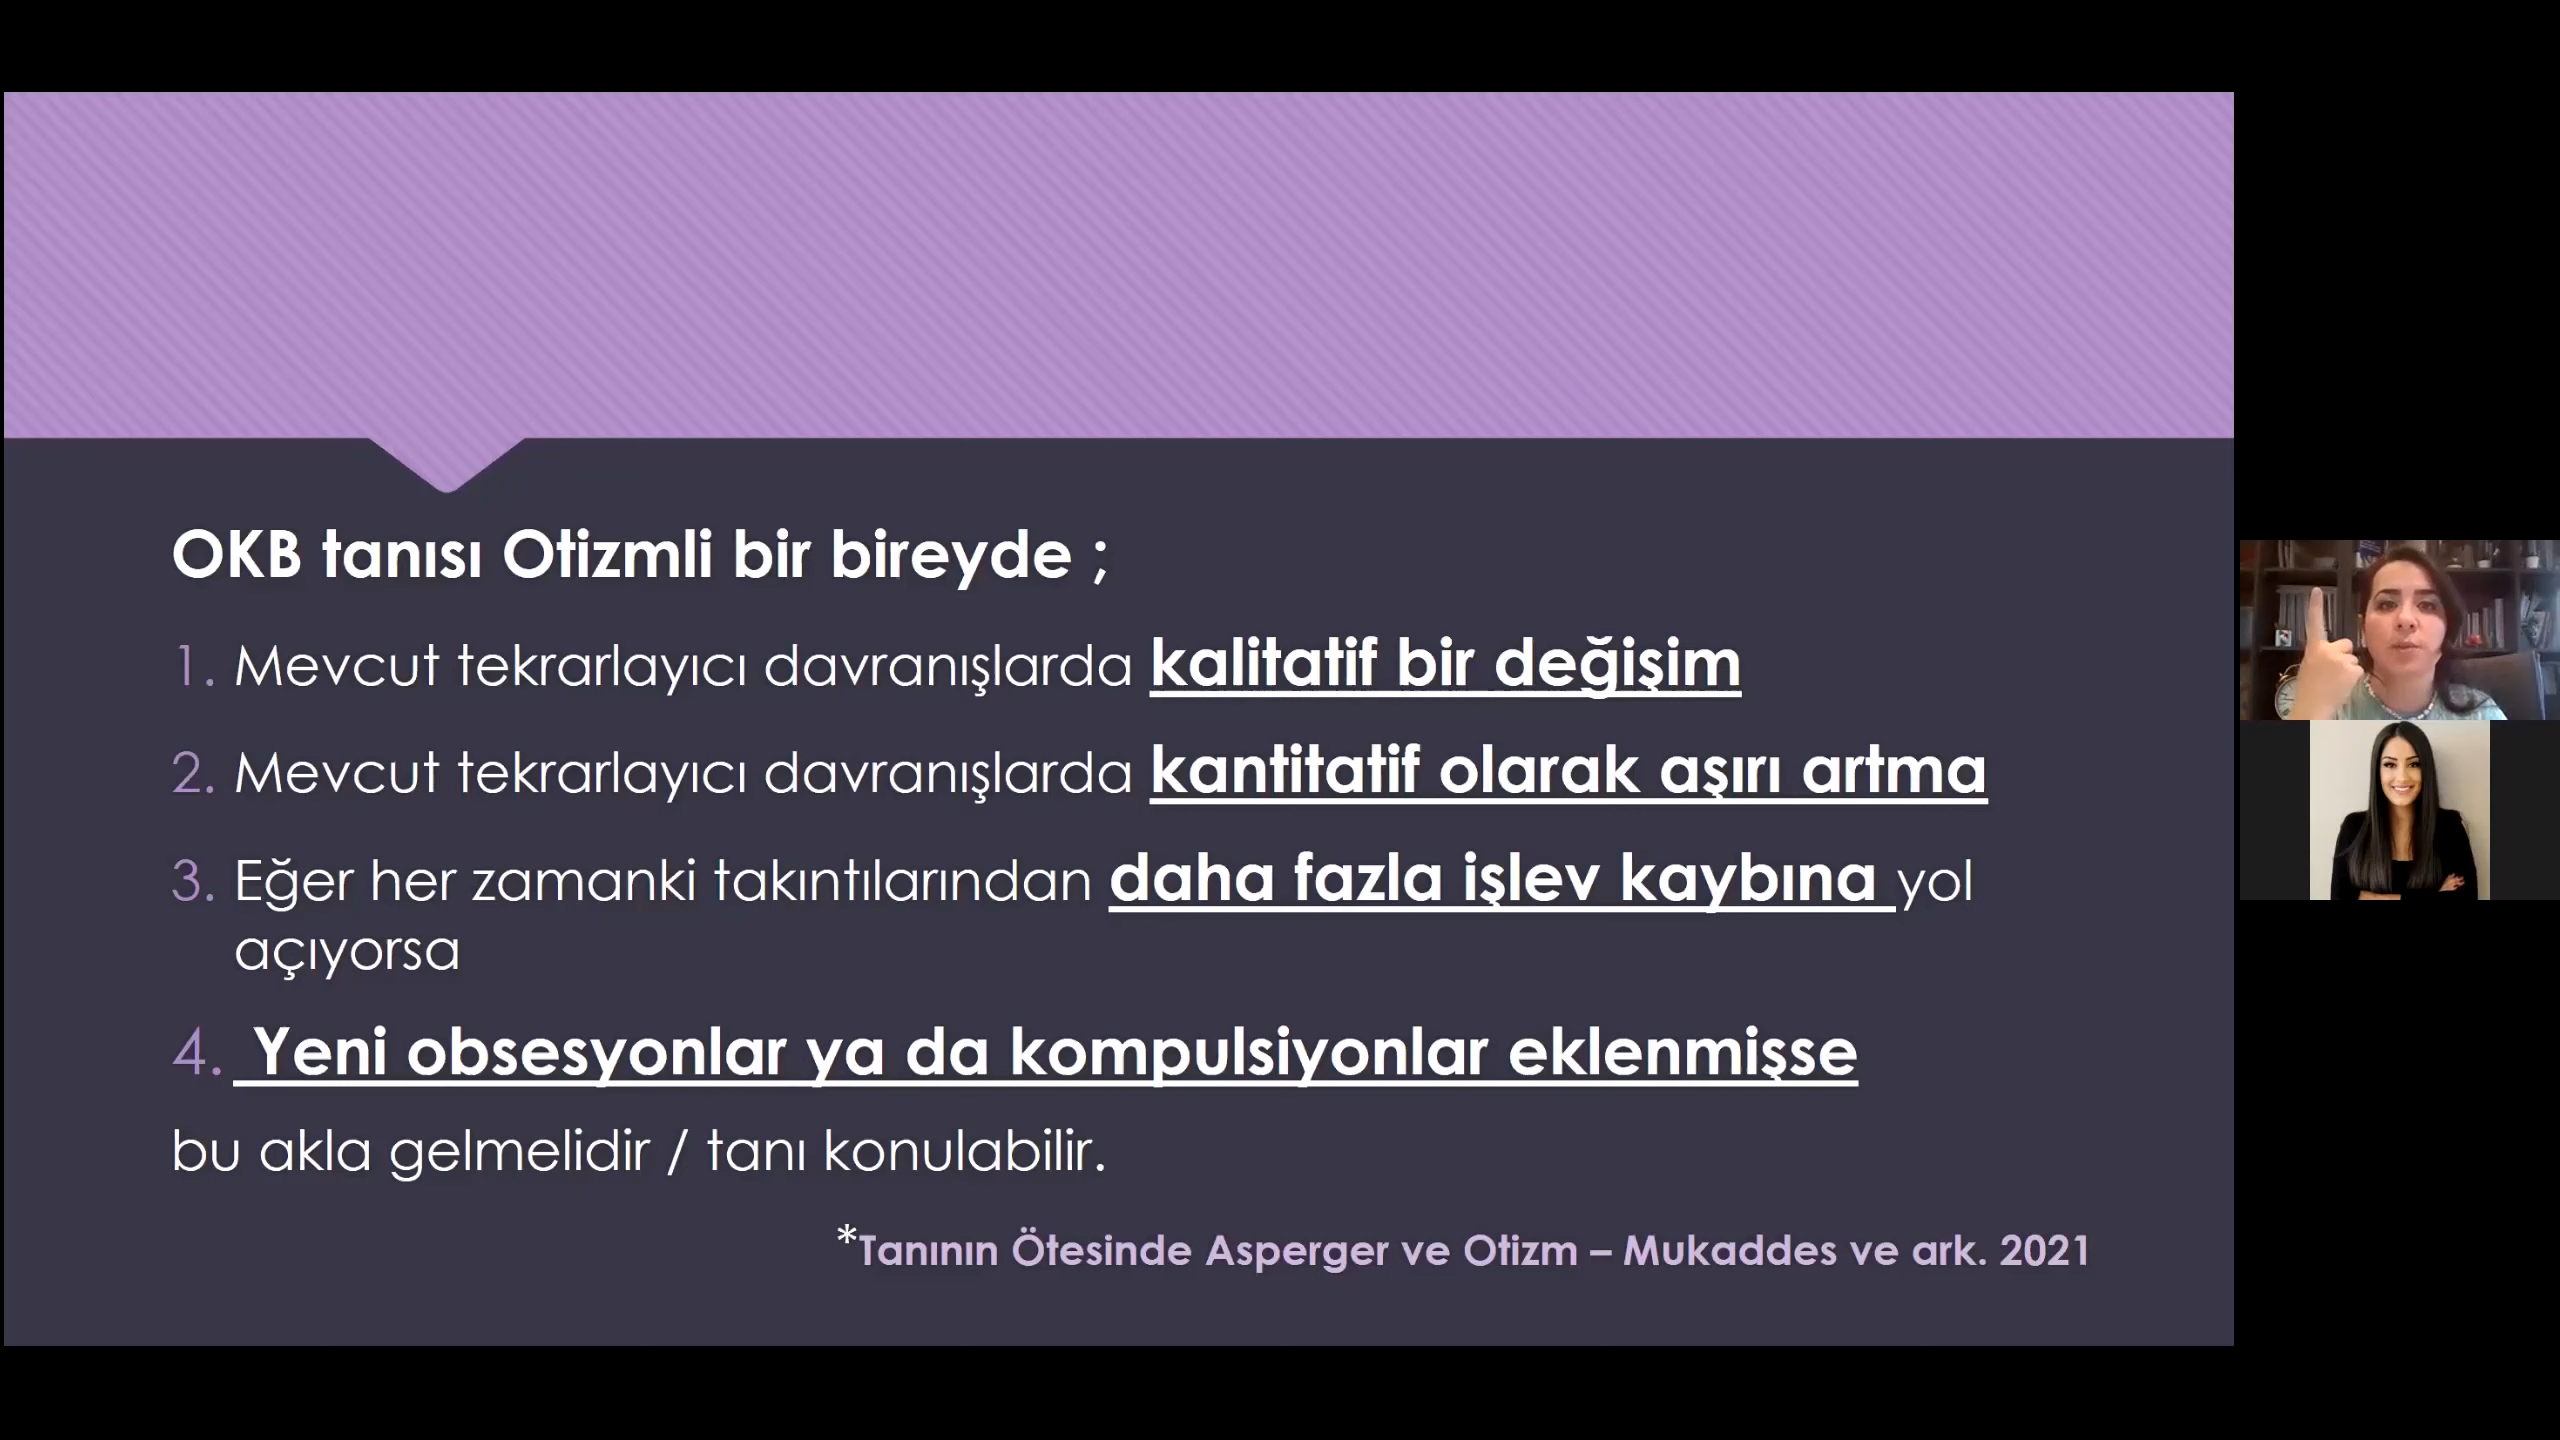 OKB tanısı Otizmli bir bireyde ;
1. Mevcut tekrarlayıcı davranışlarda kalitatif bir değişim
2. Mevcut tekrarlayıcı davranışlarda kantitatif olarak aşırı artma
3. Eğer her zamanki takıntılarından daha fazla işlev kaybına yol
açıyorsa
4. Yeni obsesyonlar ya da kompulsiyonlar eklenmişse
bu akla gelmelidir / tanı konulabilir.
*Tanının Ötesinde Asperger ve Otizm – Mukaddes ve ark. 2021